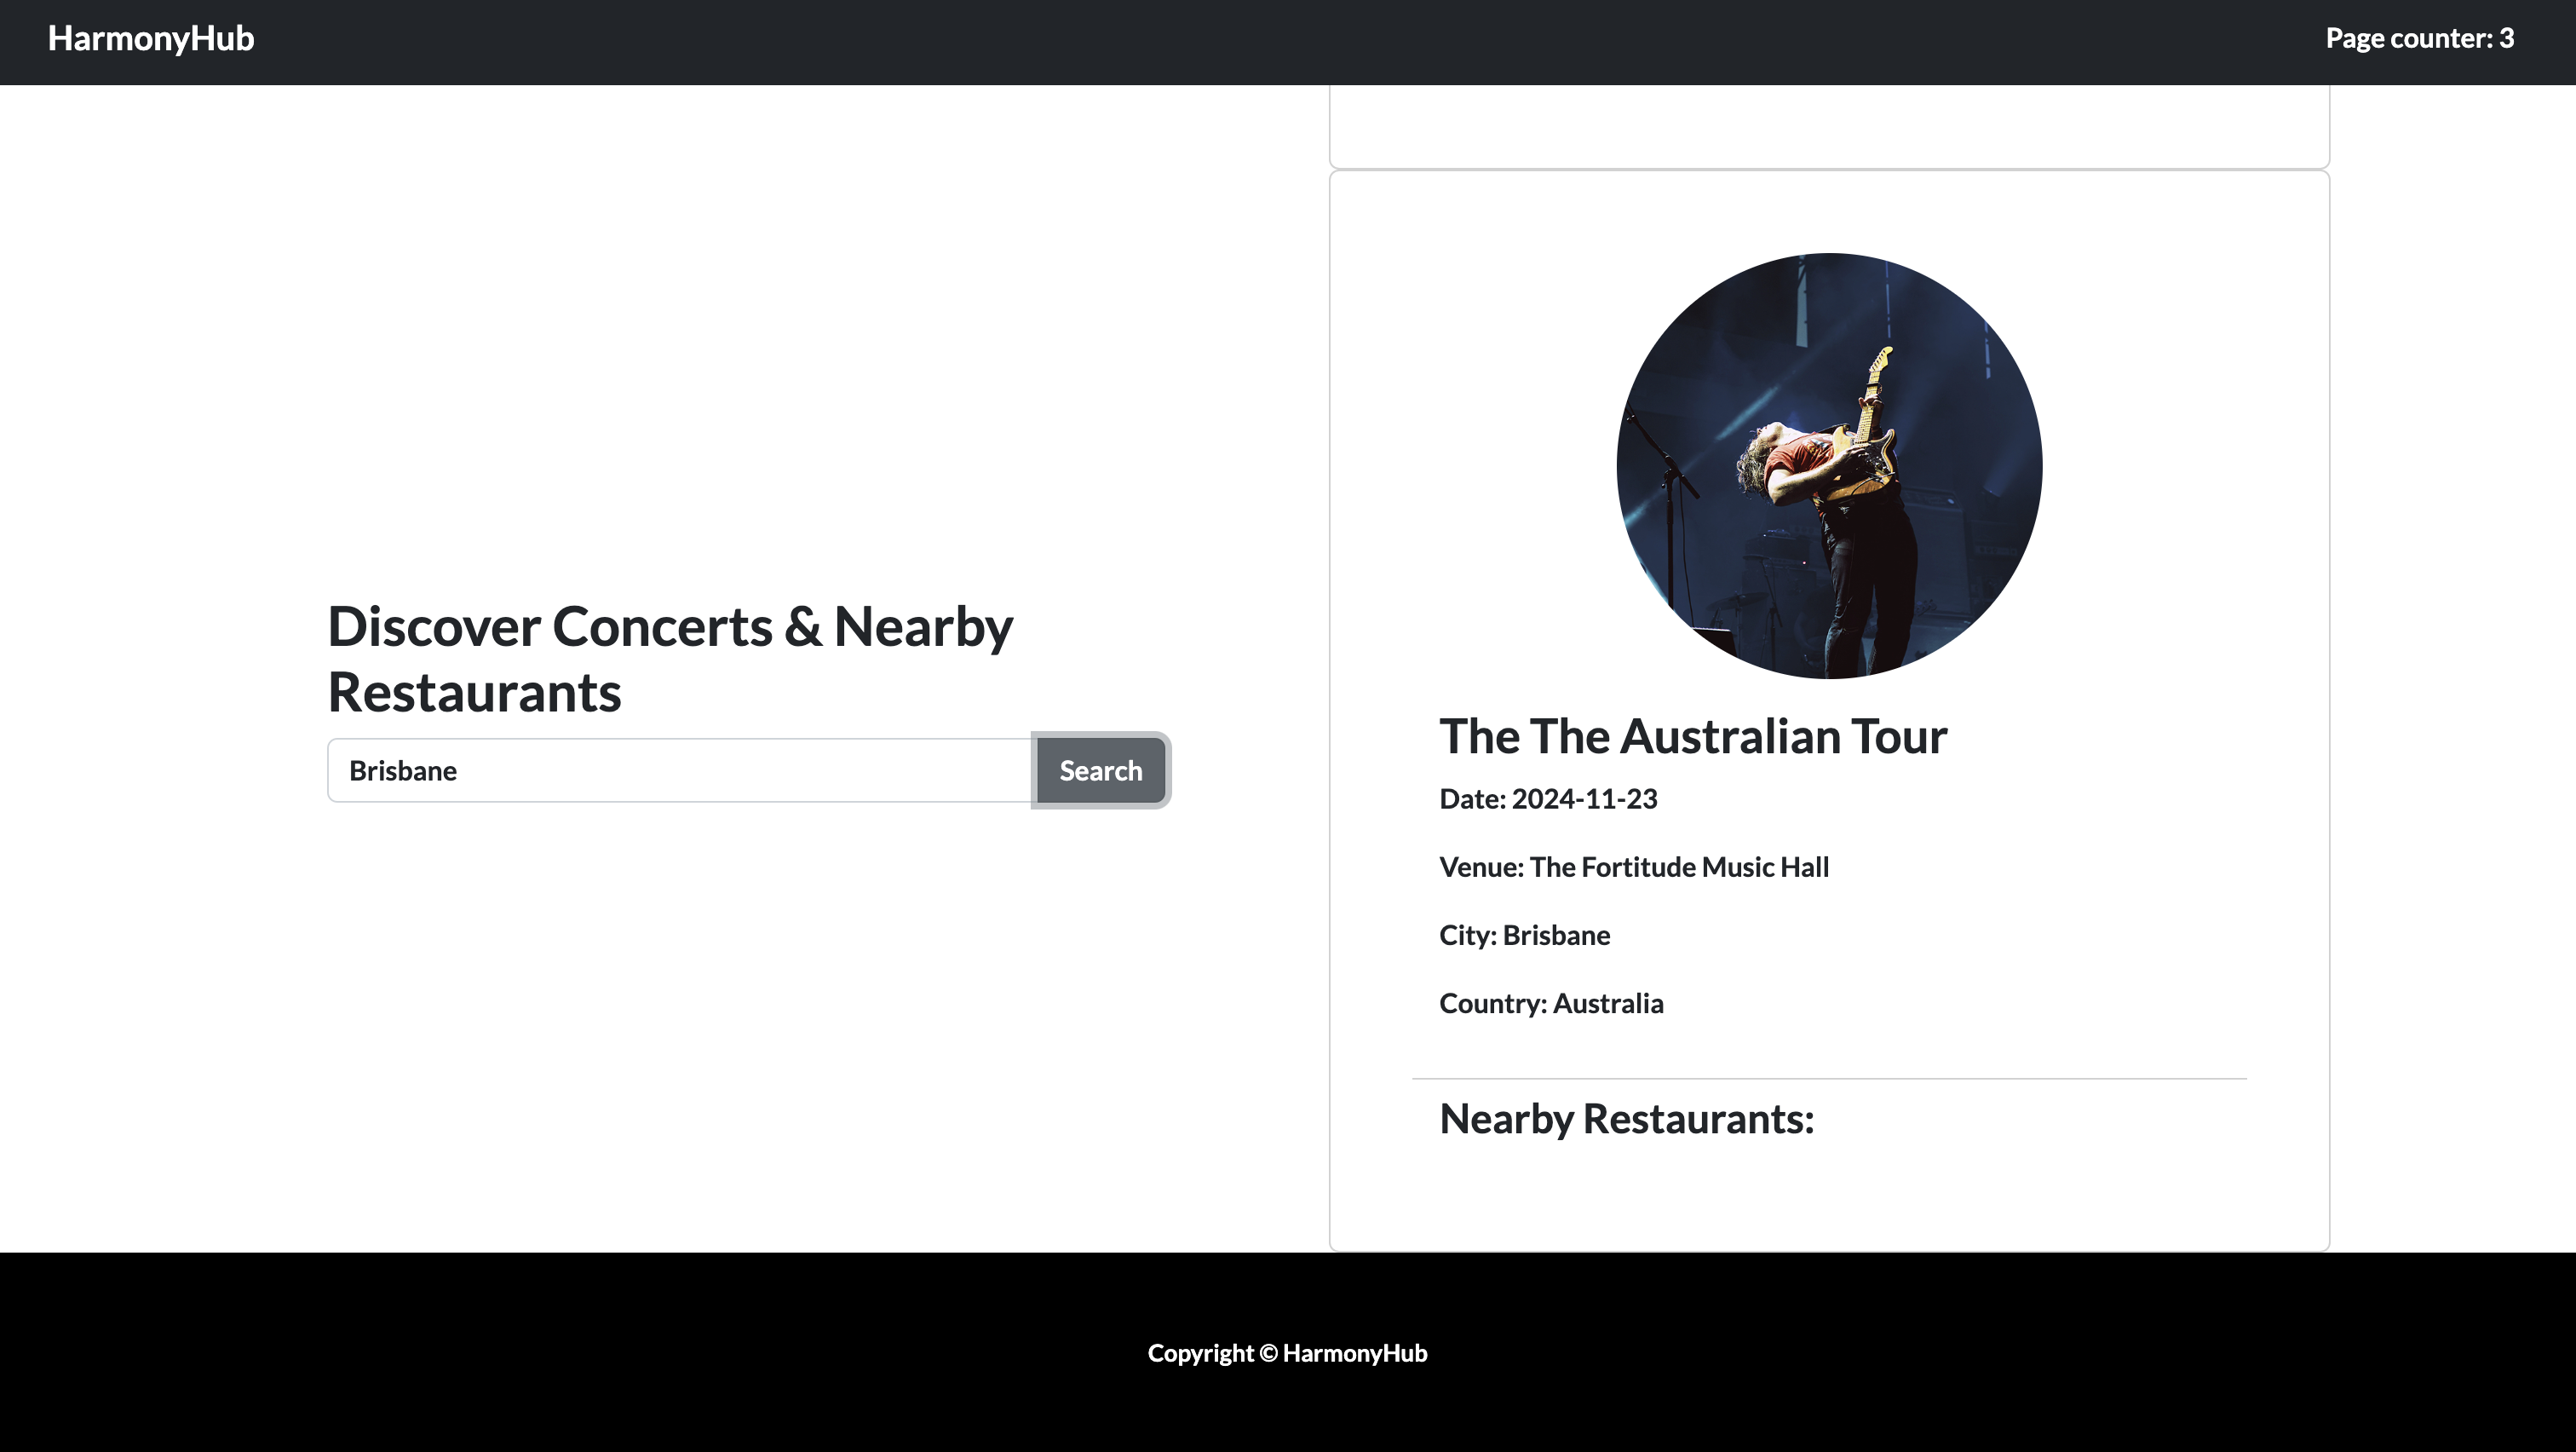 HarmonyHub
Page counter: 3
Discover Concerts & Nearby
Restaurants
Brisbane
Search
The The Australian Tour
Date: 2024-11-23
Venue: The Fortitude Music Hall
City: Brisbane
Country: Australia
Nearby Restaurants:
Copyright © HarmonyHub